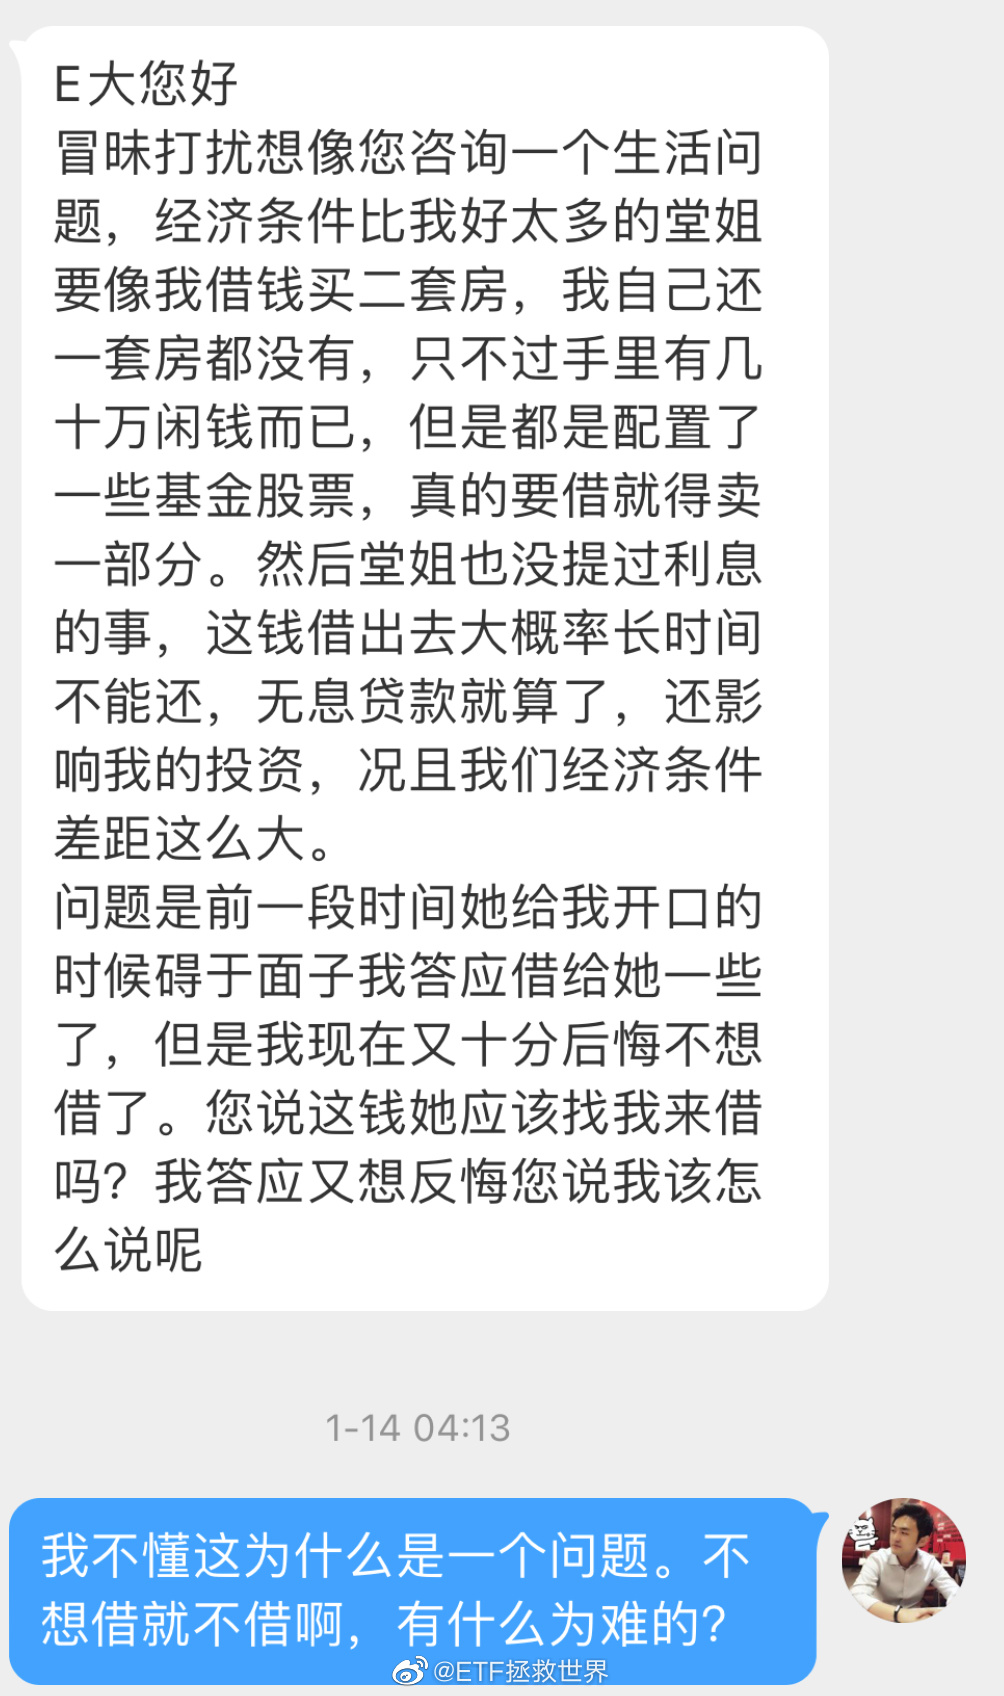 E大您好
冒昧打扰想像您咨询一个生活问
题，经济条件比我好太多的堂姐
要像我借钱买二套房，我自己还
一套房都没有，只不过手里有几
十万闲钱而已，但是都是配置了
一些基金股票，真的要借就得卖
一部分。然后堂姐也没提过利息
的事，这钱借出去大概率长时间
不能还，无息贷款就算了，还影
响我的投资，况且我们经济条件
差距这么大。
问题是前一段时间她给我开口的
时候碍于面子我答应借给她一些
了，但是我现在又十分后悔不想
借了。您说这钱她应该找我来借
吗？我答应又想反悔您说我该怎
么说呢
1-14 04:13
我不懂这为什么是一个问题。不
想借就不借啊，有什么为难的？
@ETF拯救世界